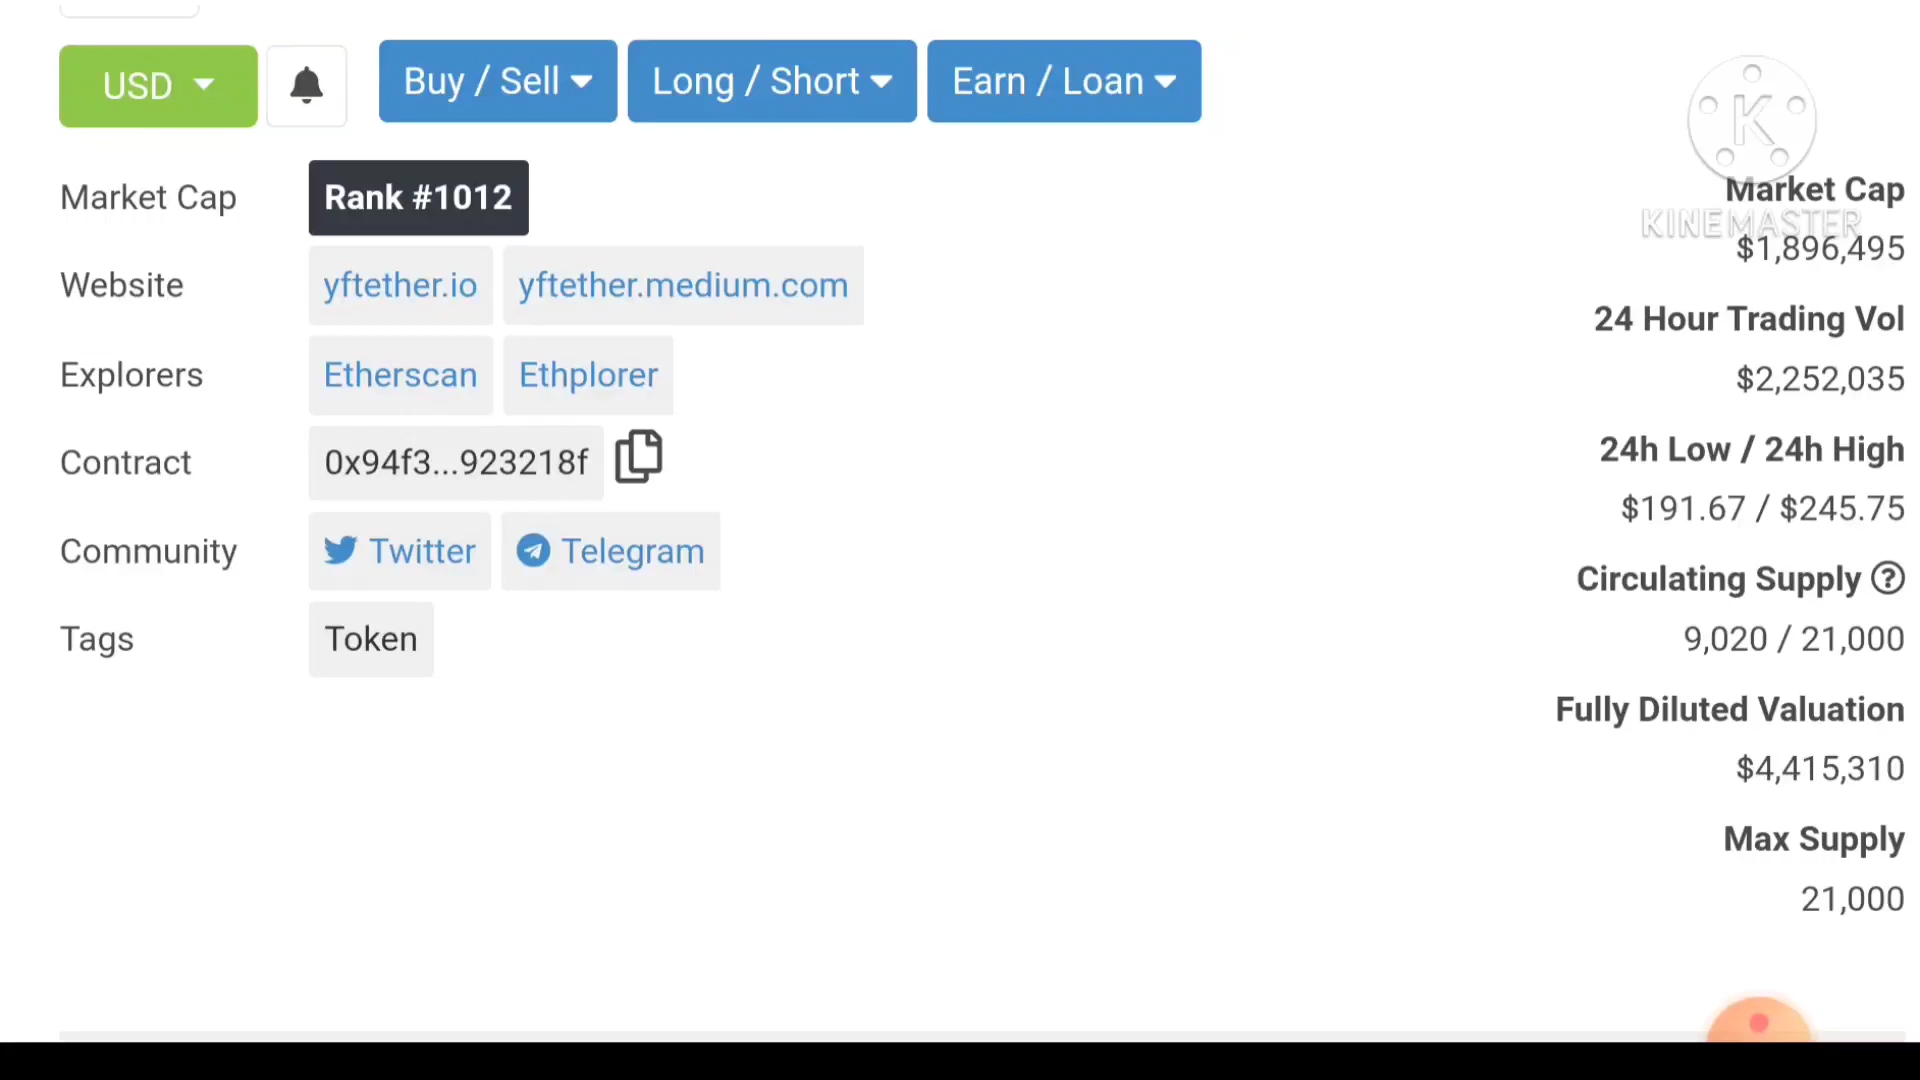 USD
Buy / Sell
Long / Short
Earn / Loan
Market Cap
Rank #1012
Website
yftether.io
yftether.medium.com
Explorers
Etherscan
Ethplorer
Contract
0x94f3...923218f
Community
Twitter
Telegram
Tags
Token
K
KINEMASTER
Market Cap
$1,896,495
24 Hour Trading Vol
$2,252,035
24h Low / 24h High
$191.67 / $245.75
Circulating Supply ?
9,020 / 21,000
Fully Diluted Valuation
$4,415,310
Max Supply
21,000